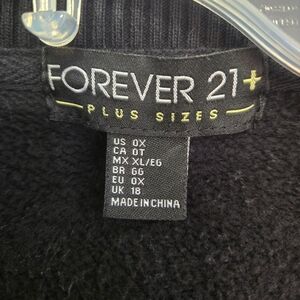 FOREVER 21+
PLUS SIZES
US 0X
CA 0T
MX XL/EG
BR GG
EU 0X
UK 18
MADE IN CHINA